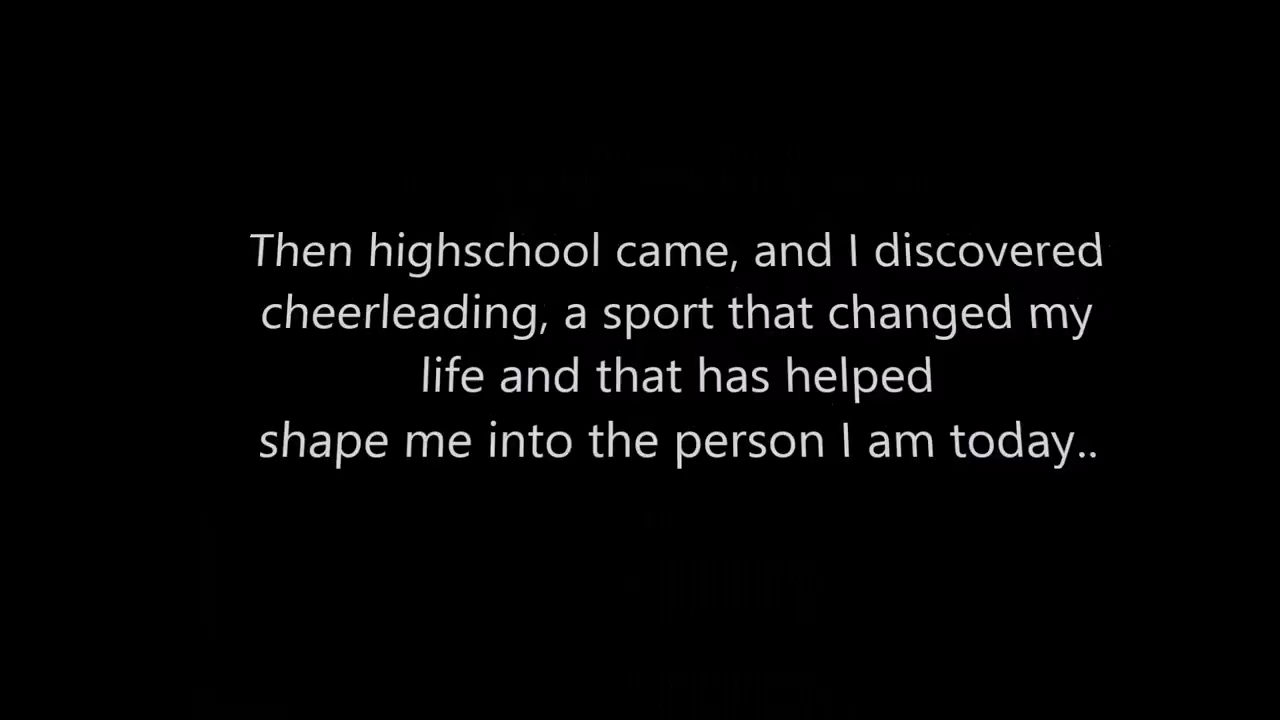 Then highschool came, and I discovered
cheerleading, a sport that changed my
life and that has helped
shape me into the person I am today..